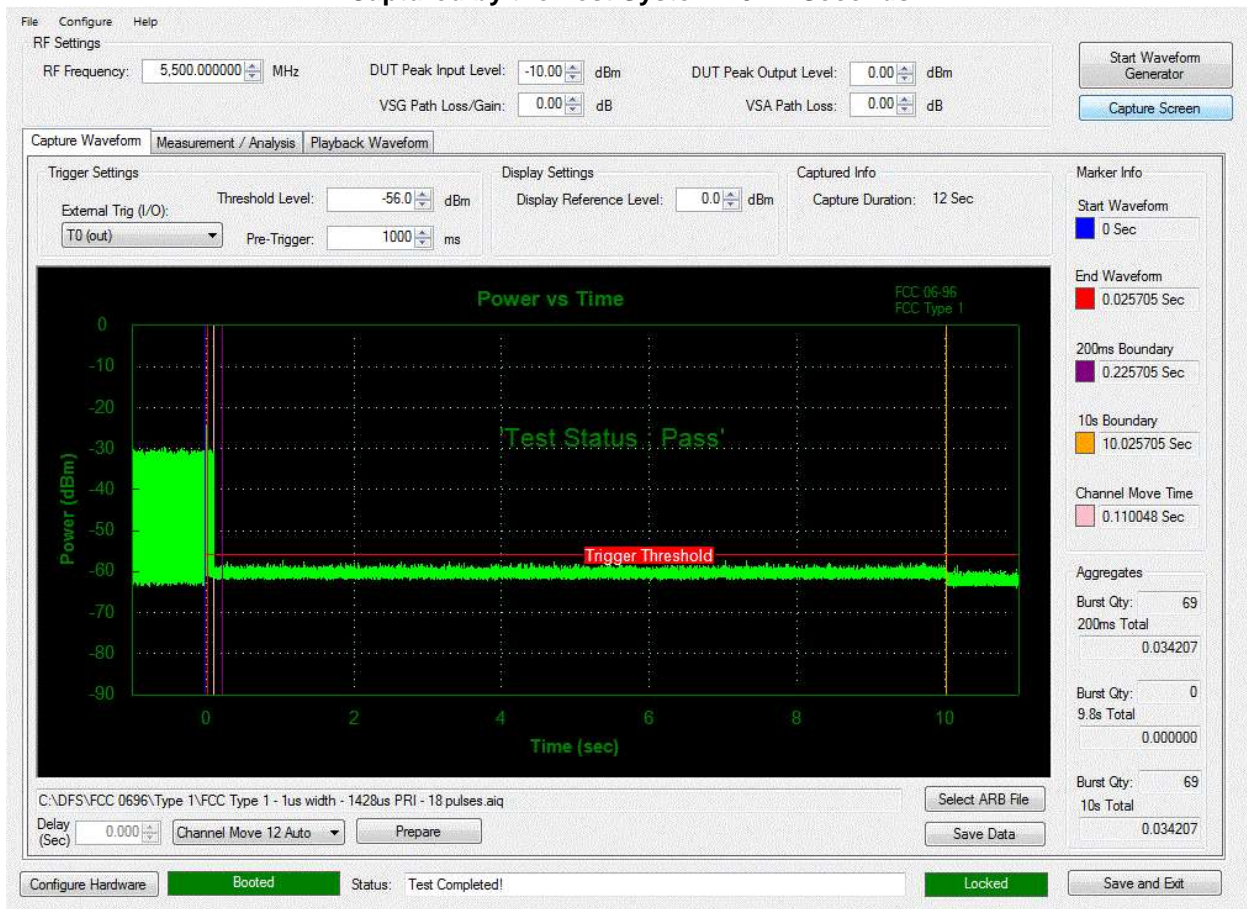 File Configure Help
RF Settings
RF Frequency: 5,500.000000 MHz DUT Peak Input Level: -10.00 dBm DUT Peak Output Level: 0.00 dBm
VSG Path Loss/Gain: 0.00 dB VSA Path Loss: 0.00 dB
Start Waveform Generator
Capture Screen
Capture Waveform Measurement / Analysis Playback Waveform
Trigger Settings
External Trig (I/O):
T0 (out)
Threshold Level: -56.0 dBm
Pre-Trigger: 1000 ms
Display Settings
Display Reference Level: 0.0 dBm
Captured Info
Capture Duration: 12 Sec
Marker Info
Start Waveform
0 Sec
End Waveform
0.025705 Sec
200ms Boundary
0.225705 Sec
10s Boundary
10.025705 Sec
Channel Move Time
0.110048 Sec
Aggregates
Burst Qty: 69
200ms Total
0.034207
Burst Qty: 0
9.8s Total
0.000000
Burst Qty: 69
10s Total
0.034207
Power vs Time
FCC 06-96
FCC Type 1
'Test Status : Pass'
Trigger Threshold
Power (dBm)
0
-10
-20
-30
-40
-50
-60
-70
-80
-90
0 2 4 6 8 10
Time (sec)
C:\DFS\FCC 0696\Type 1\FCC Type 1 - 1us width - 1428us PRI - 18 pulses.aiq
Select ARB File
Delay (Sec) 0.000 Channel Move 12 Auto Prepare
Save Data
Configure Hardware Booted Status: Test Completed! Locked Save and Exit